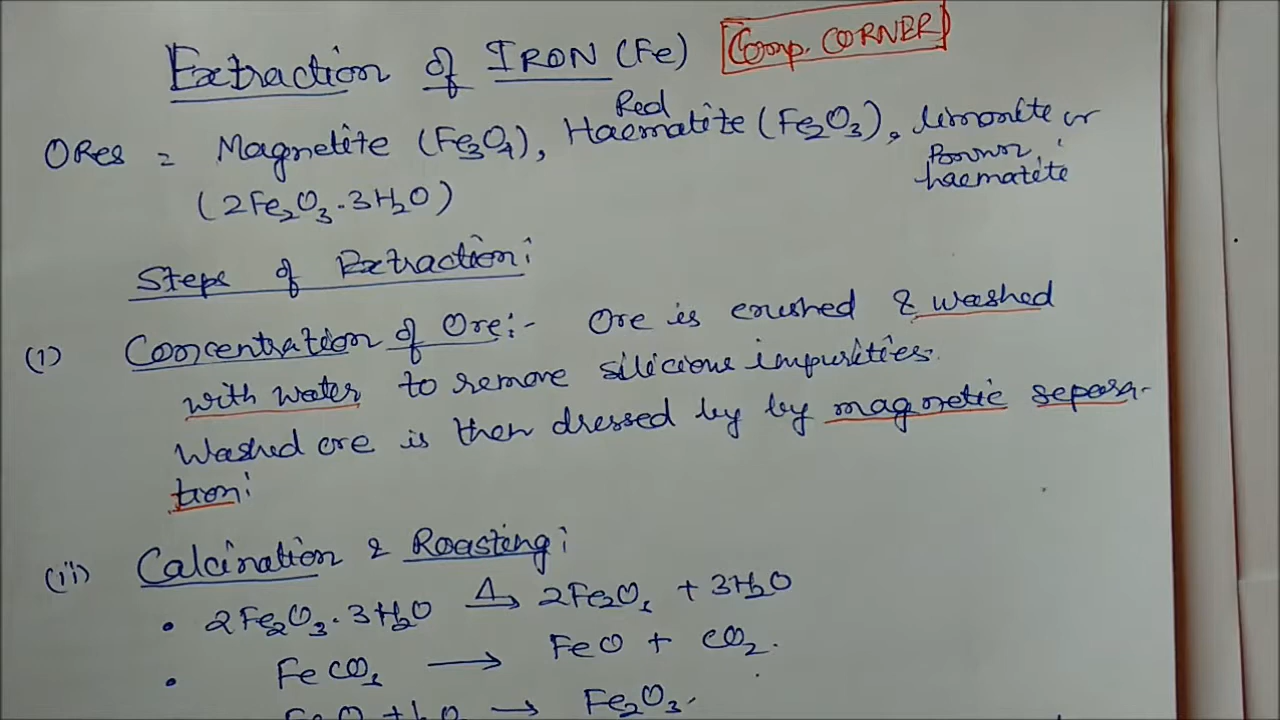 Extraction of IRON (Fe) Comp. CORNER
ORes = Magnetite (Fe₃O₄), Red Haematite (Fe₂O₃), limonite or
haematite
(2Fe₂O₃·3H₂O)
Steps of Extraction:
(i) Concentration of Ore:- Ore is crushed & washed
with water to remove silicious impurities.
Washed ore is then dressed by by magnetic separa-
tion:
(ii) Calcination & Roasting:
• 2Fe₂O₃·3H₂O Δ→ 2Fe₂O₃ + 3H₂O
• FeCO₃ → FeO + CO₂.
→ Fe₂O₃.